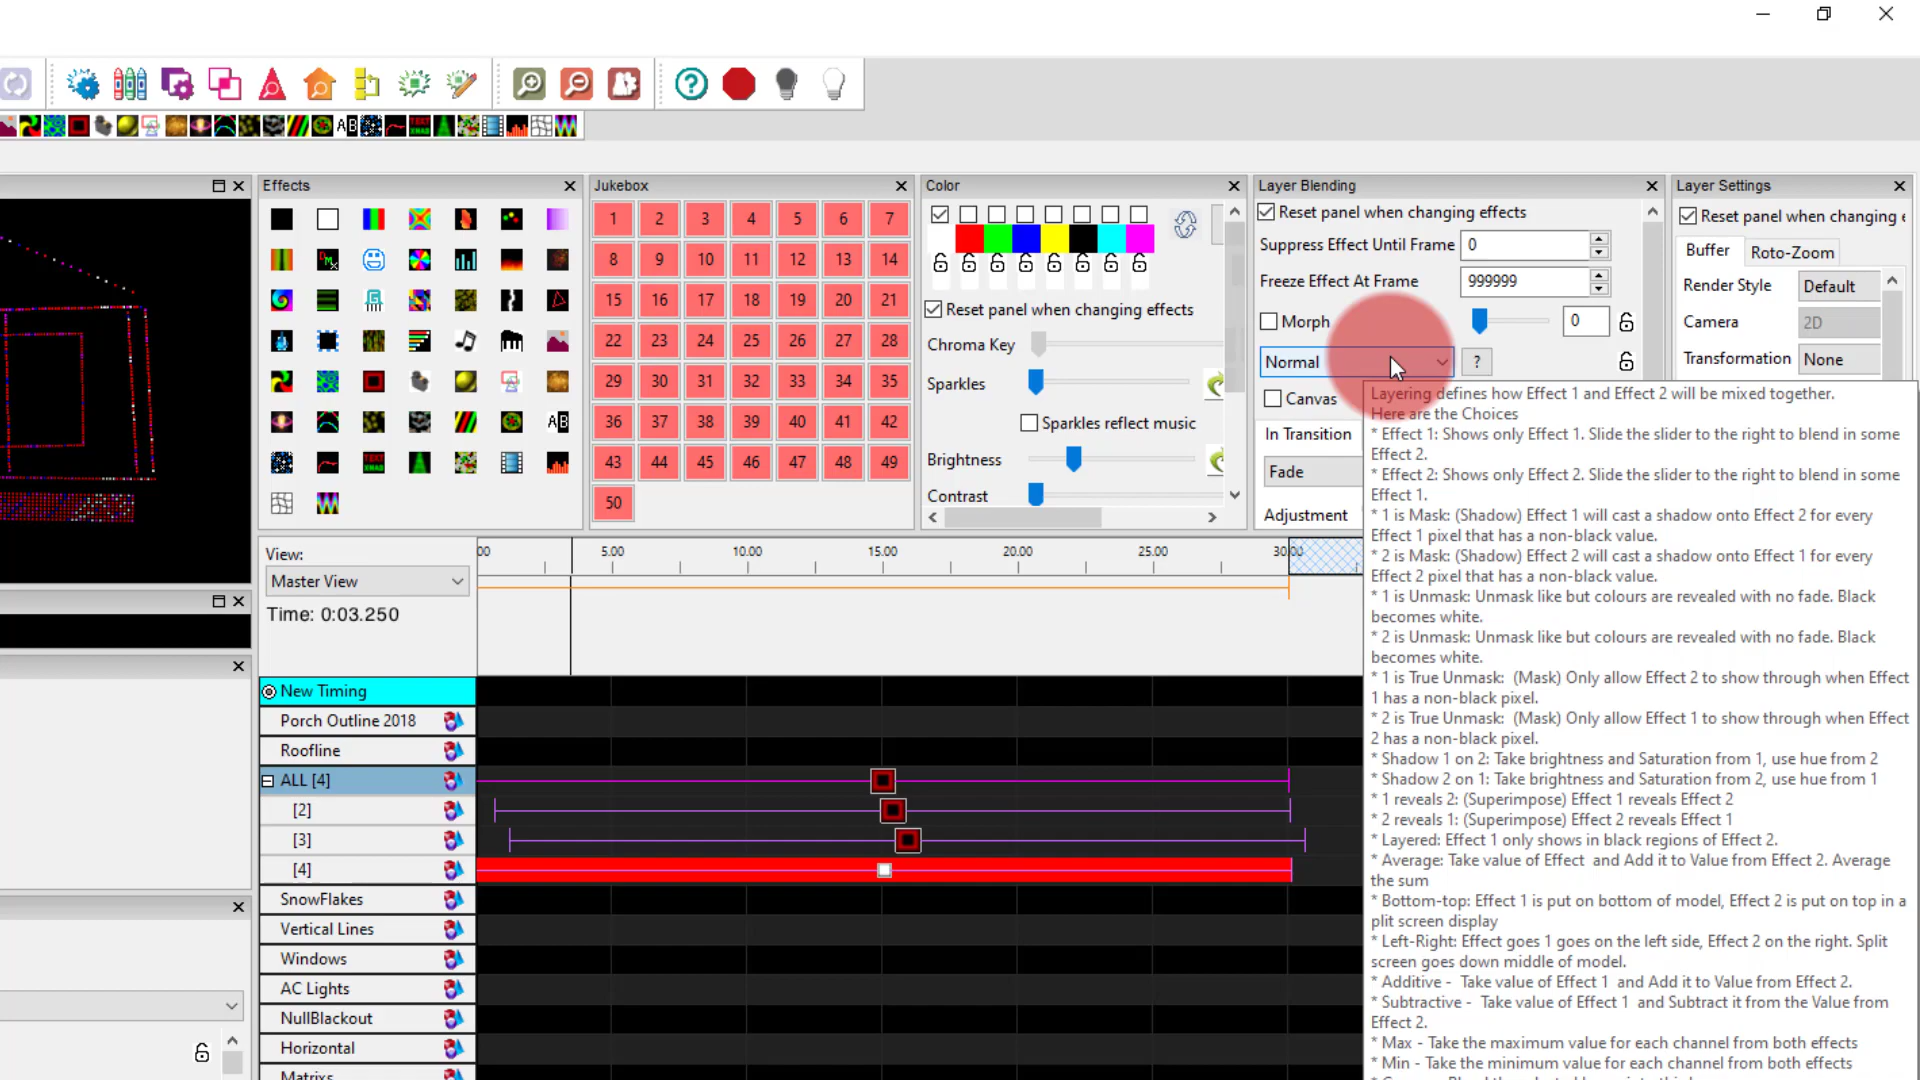 Effects
Jukebox
Color
Layer Blending
Layer Settings
1 2 3 4 5 6 7
8 9 10 11 12 13 14
15 16 17 18 19 20 21
22 23 24 25 26 27 28
29 30 31 32 33 34 35
36 37 38 39 40 41 42
43 44 45 46 47 48 49
50
AB
AB
Reset panel when changing effects
Chroma Key
Sparkles
Sparkles reflect music
Brightness
Contrast
Reset panel when changing effects
Suppress Effect Until Frame 0
Freeze Effect At Frame 999999
Morph 0
Normal ?
Canvas
In Transition
Fade
Adjustment
Reset panel when changing e
Buffer Roto-Zoom
Render Style Default
Camera 2D
Transformation None
Layering defines how Effect 1 and Effect 2 will be mixed together.
Here are the Choices
* Effect 1: Shows only Effect 1. Slide the slider to the right to blend in some
Effect 2.
* Effect 2: Shows only Effect 2. Slide the slider to the right to blend in some
Effect 1.
* 1 is Mask: (Shadow) Effect 1 will cast a shadow onto Effect 2 for every
Effect 1 pixel that has a non-black value.
* 2 is Mask: (Shadow) Effect 2 will cast a shadow onto Effect 1 for every
Effect 2 pixel that has a non-black value.
* 1 is Unmask: Unmask like but colours are revealed with no fade. Black
becomes white.
* 2 is Unmask: Unmask like but colours are revealed with no fade. Black
becomes white.
* 1 is True Unmask:  (Mask) Only allow Effect 2 to show through when Effect
1 has a non-black pixel.
* 2 is True Unmask:  (Mask) Only allow Effect 1 to show through when Effect
2 has a non-black pixel.
* Shadow 1 on 2: Take brightness and Saturation from 1, use hue from 2
* Shadow 2 on 1: Take brightness and Saturation from 2, use hue from 1
* 1 reveals 2: (Superimpose) Effect 1 reveals Effect 2
* 2 reveals 1: (Superimpose) Effect 2 reveals Effect 1
* Layered: Effect 1 only shows in black regions of Effect 2.
* Average: Take value of Effect  and Add it to Value from Effect 2. Average
the sum
* Bottom-top: Effect 1 is put on bottom of model, Effect 2 is put on top in a
plit screen display
* Left-Right: Effect goes 1 goes on the left side, Effect 2 on the right. Split
screen goes down middle of model.
* Additive -  Take value of Effect 1  and Add it to Value from Effect 2.
* Subtractive -  Take value of Effect 1  and Subtract it from the Value from
Effect 2.
* Max - Take the maximum value for each channel from both effects
* Min - Take the minimum value for each channel from both effects
View:
Master View
Time: 0:03.250
00 5.00 10.00 15.00 20.00 25.00 30:00
New Timing
Porch Outline 2018
Roofline
ALL [4]
[2]
[3]
[4]
SnowFlakes
Vertical Lines
Windows
AC Lights
NullBlackout
Horizontal
Matrixs